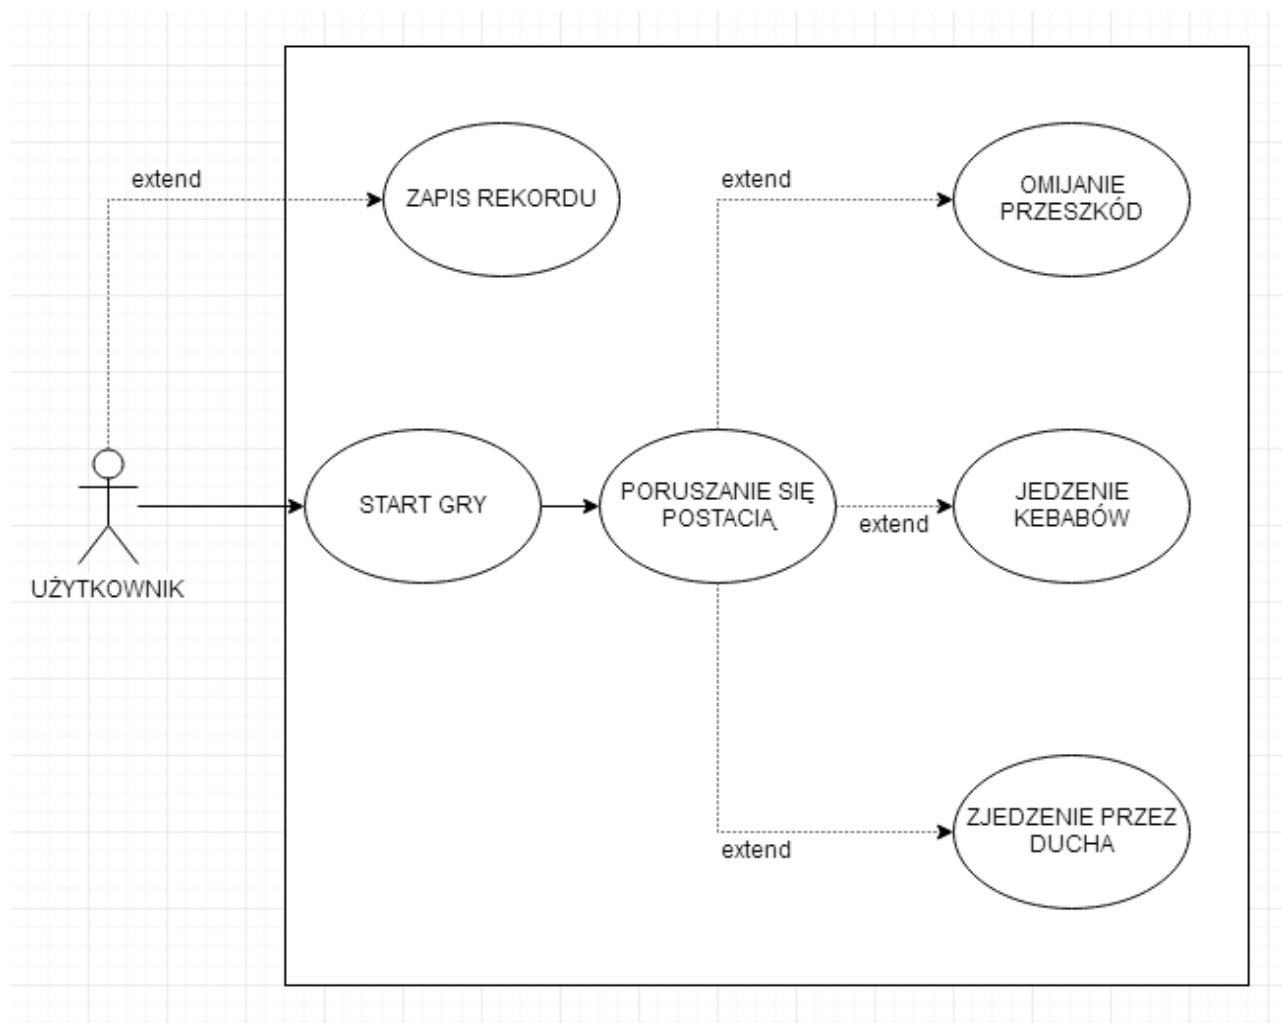 extend
ZAPIS REKORDU
extend
OMIJANIE
PRZESZKÓD
UŻYTKOWNIK
START GRY
PORUSZANIE SIĘ
POSTACIĄ
extend
JEDZENIE
KEBABÓW
extend
ZJEDZENIE PRZEZ
DUCHA